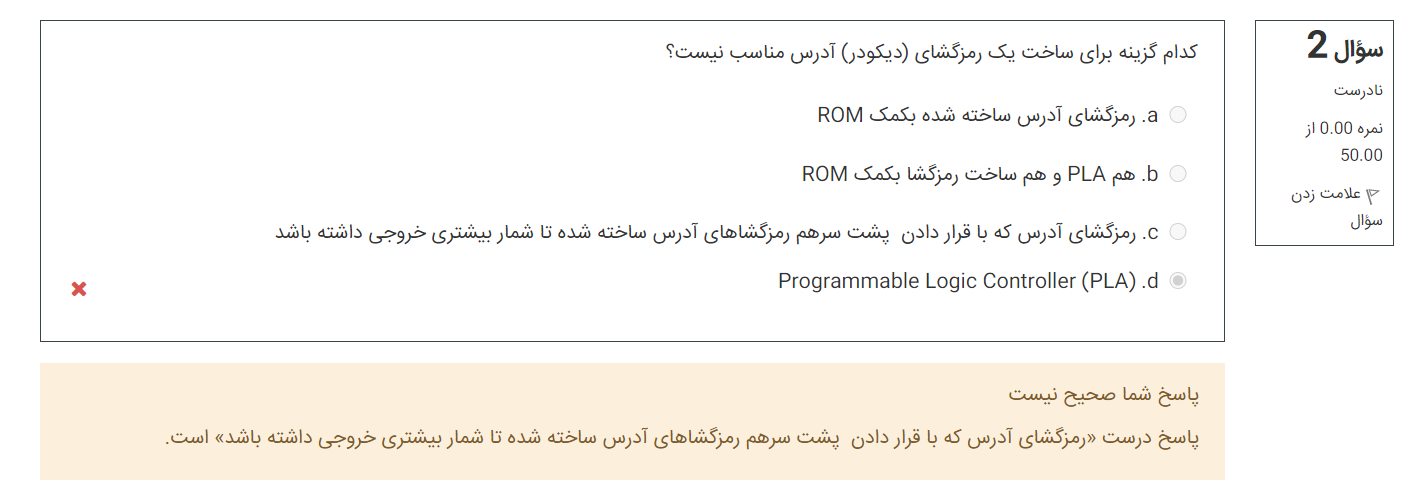 سؤال 2
نادرست
نمره 0.00 از
50.00
علامت زدن
سؤال
کدام گزینه برای ساخت یک رمزگشای (دیکودر) آدرس مناسب نیست؟
a. رمزگشای آدرس ساخته شده بکمک ROM
b. هم PLA و هم ساخت رمزگشا بکمک ROM
c. رمزگشای آدرس که با قرار دادن  پشت سرهم رمزگشاهای آدرس ساخته شده تا شمار بیشتری خروجی داشته باشد
d. Programmable Logic Controller (PLA)
پاسخ شما صحیح نیست
پاسخ درست «رمزگشای آدرس که با قرار دادن  پشت سرهم رمزگشاهای آدرس ساخته شده تا شمار بیشتری خروجی داشته باشد» است.